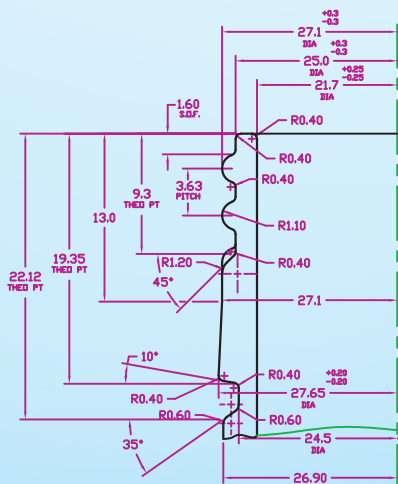 +0.3
-0.3
27.1
DIA
+0.3
-0.3
25.0
DIA
+0.25
-0.25
21.7
DIA
1.60
S.O.F.
R0.40
R0.40
R0.40
9.3
THEO PT
3.63
PITCH
13.0
R1.10
19.35
THEO PT
R1.20
R0.40
45°
22.12
THEO PT
27.1
10°
R0.40
+0.20
-0.20
R0.40
27.65
DIA
R0.60
R0.60
35°
24.5
DIA
26.90